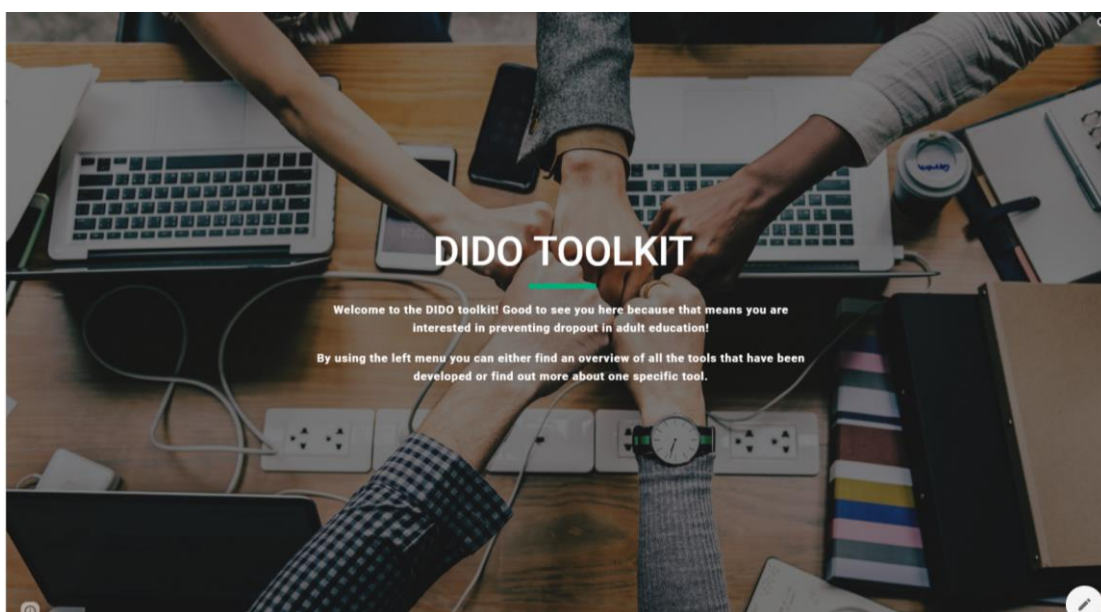 DIDO TOOLKIT
Welcome to the DIDO toolkit! Good to see you here because that means you are
interested in preventing dropout in adult education!
By using the left menu you can either find an overview of all the tools that have been
developed or find out more about one specific tool.